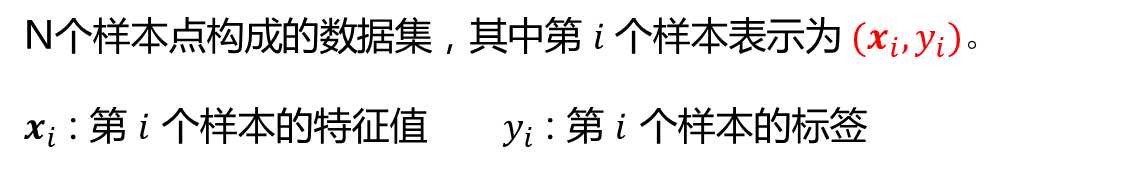 N个样本点构成的数据集，其中第 i 个样本表示为 (xᵢ, yᵢ)。
xᵢ：第 i 个样本的特征值 yᵢ：第 i 个样本的标签